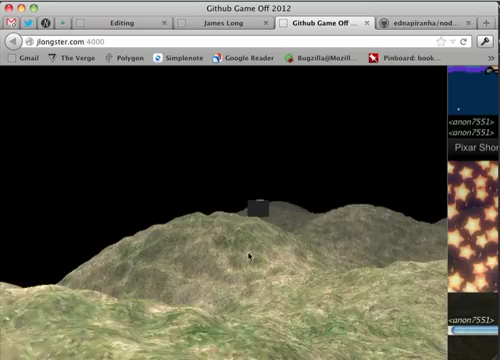 Github Game Off 2012
Editing
James Long
Github Game Off ...
ednapiranha/nod...
jlongster.com:4000
Gmail
The Verge
Polygon
Simplenote
Google Reader
Bugzilla@Mozill...
Pinboard: book...
<anon7551>
<anon7551>
Pixar Shor
<anon7551>